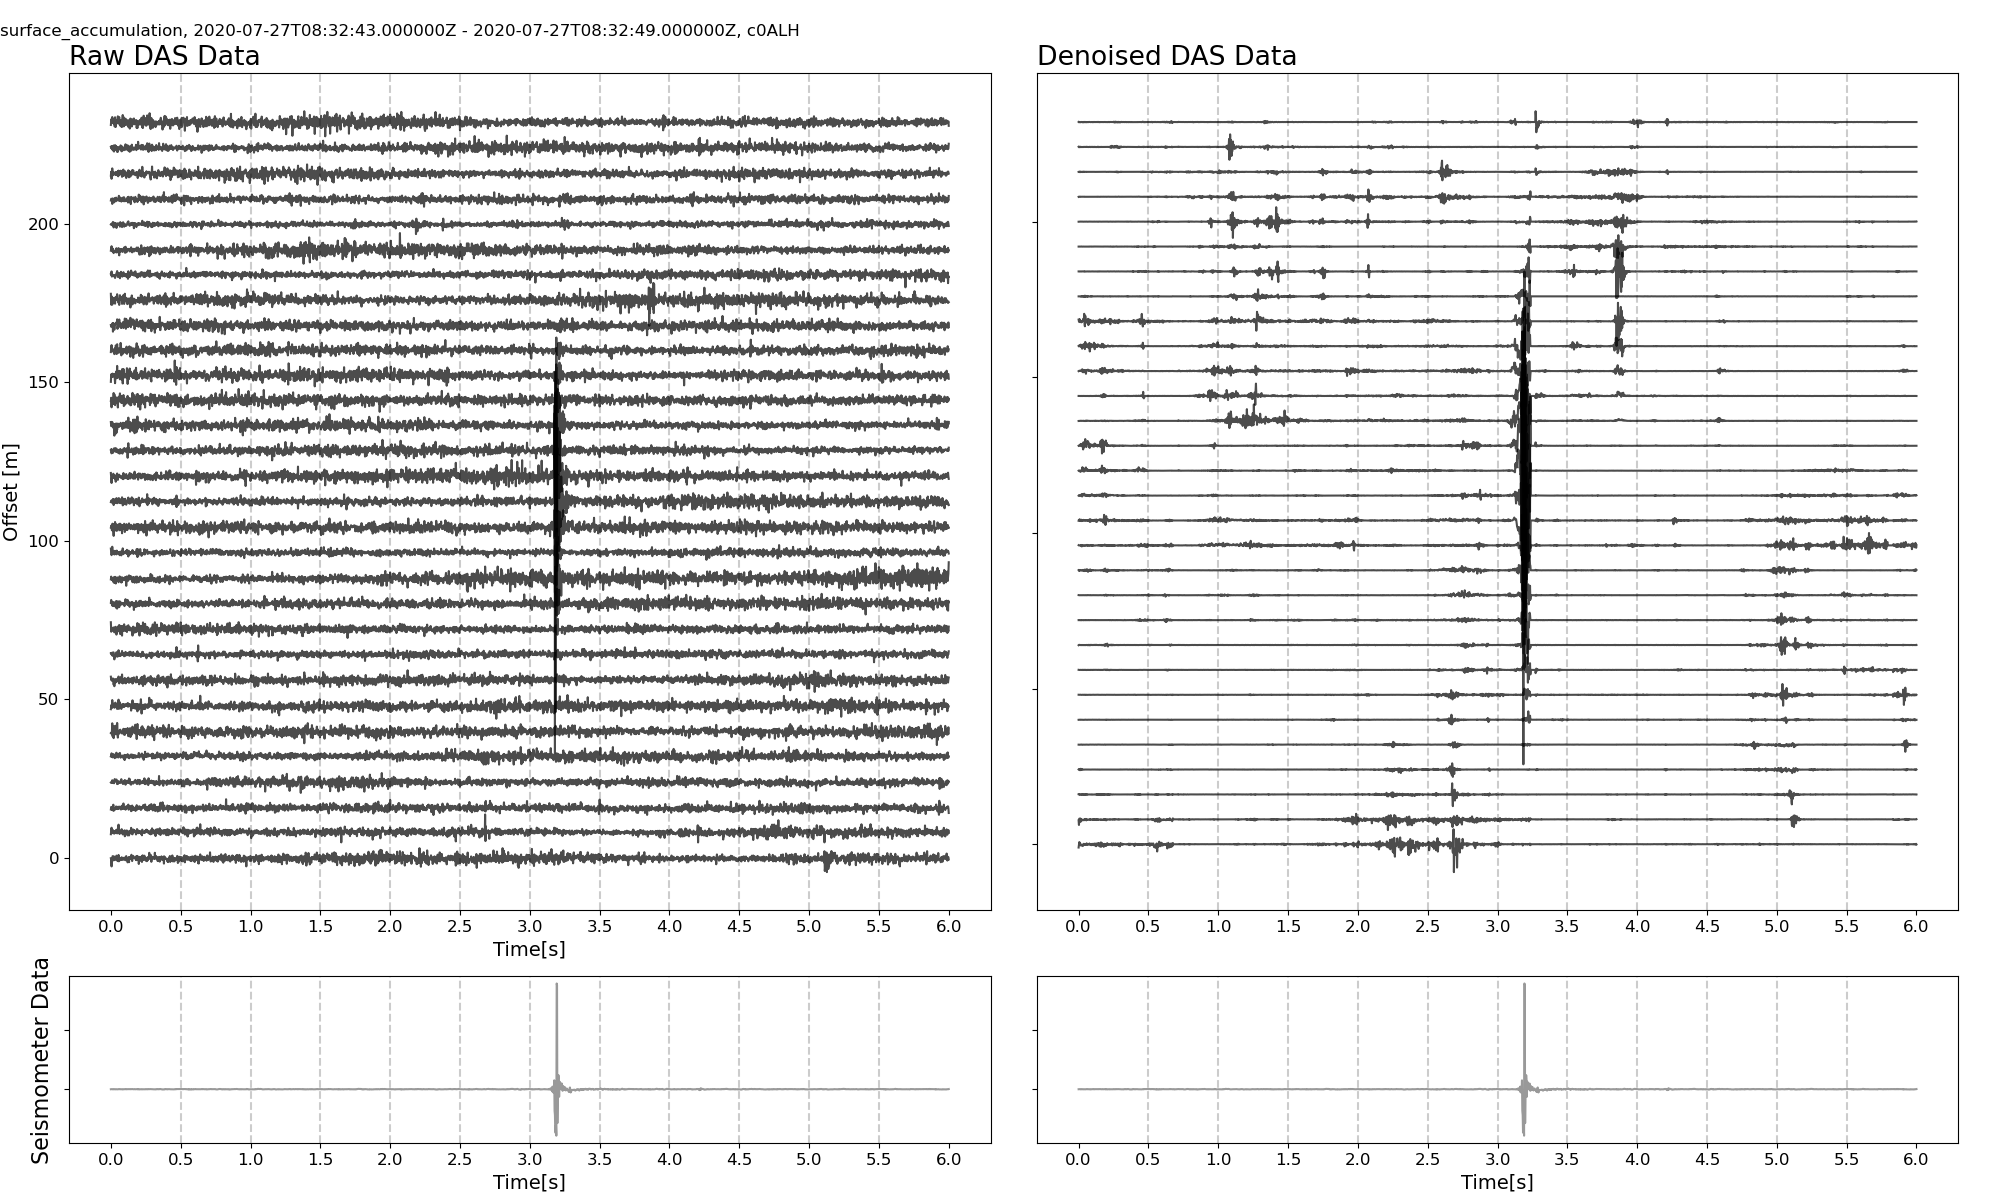 surface_accumulation, 2020-07-27T08:32:43.000000Z - 2020-07-27T08:32:49.000000Z, c0ALH
Raw DAS Data
Denoised DAS Data
Offset [m]
200
150
100
50
0
0.0 0.5 1.0 1.5 2.0 2.5 3.0 3.5 4.0 4.5 5.0 5.5 6.0
Time[s]
0.0 0.5 1.0 1.5 2.0 2.5 3.0 3.5 4.0 4.5 5.0 5.5 6.0
Seismometer Data
0.0 0.5 1.0 1.5 2.0 2.5 3.0 3.5 4.0 4.5 5.0 5.5 6.0
Time[s]
0.0 0.5 1.0 1.5 2.0 2.5 3.0 3.5 4.0 4.5 5.0 5.5 6.0
Time[s]